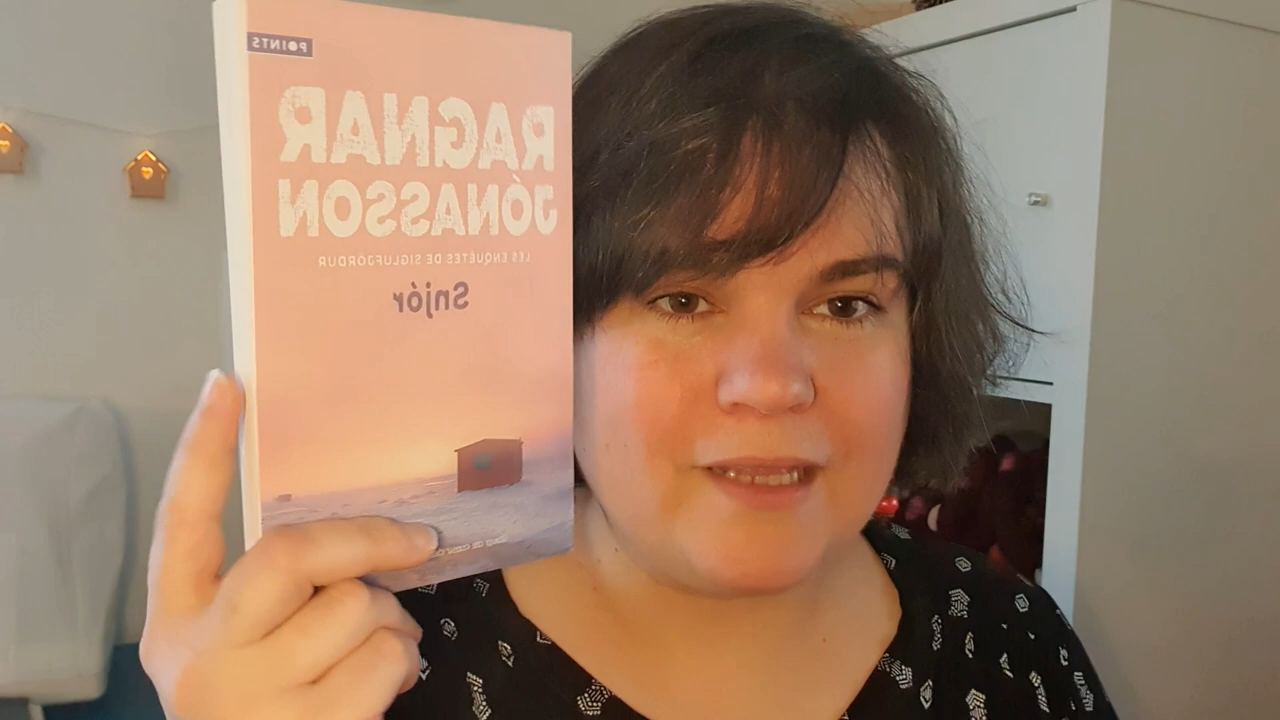 POINTS
RAGNAR
JÓNASSON
LES ENQUÊTES DE SIGLUFJÖRDUR
Snjór